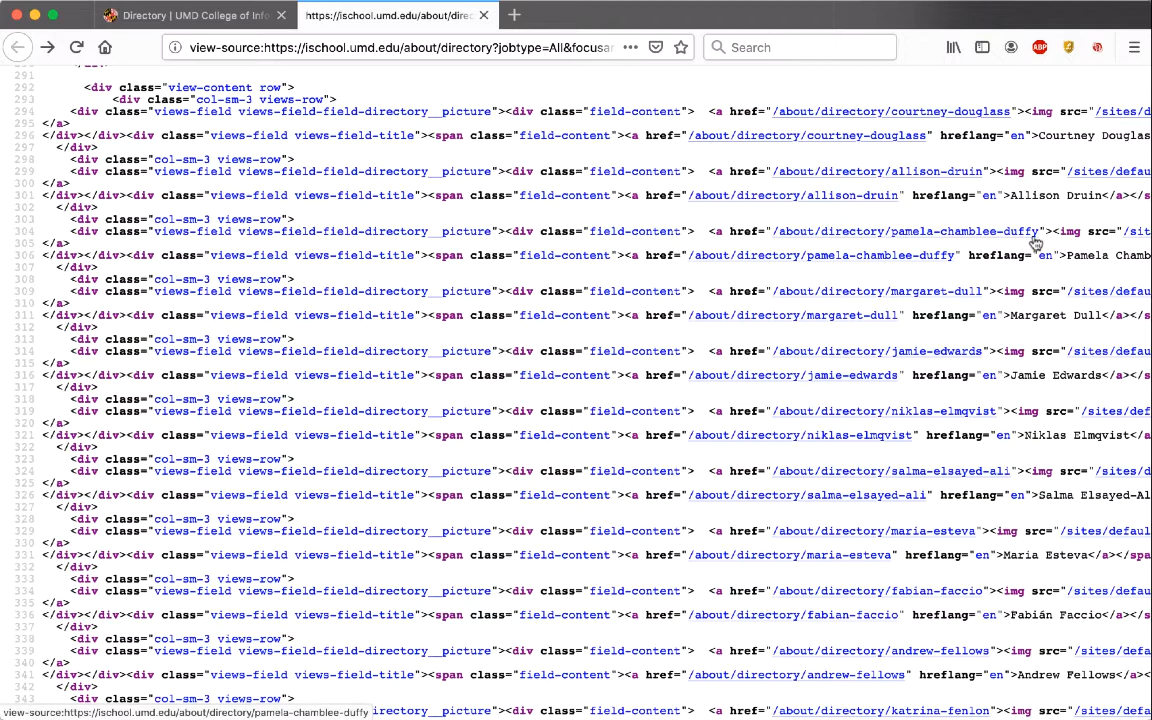 Directory | UMD College of Info
https://ischool.umd.edu/about/direc
view-source:https://ischool.umd.edu/about/directory?jobtype=All&focusar
Search
ABP
291
292 <div class="view-content row">
293 <div class="col-sm-3 views-row">
294 <div class="views-field views-field-field-directory__picture"><div class="field-content"> <a href="/about/directory/courtney-douglass"><img src="/sites/d
295 </a>
296 </div></div><div class="views-field views-field-title"><span class="field-content"><a href="/about/directory/courtney-douglass" hreflang="en">Courtney Douglas
297 </div>
298 <div class="col-sm-3 views-row">
299 <div class="views-field views-field-field-directory__picture"><div class="field-content"> <a href="/about/directory/allison-druin"><img src="/sites/defau
300 </a>
301 </div></div><div class="views-field views-field-title"><span class="field-content"><a href="/about/directory/allison-druin" hreflang="en">Allison Druin</a></s
302 </div>
303 <div class="col-sm-3 views-row">
304 <div class="views-field views-field-field-directory__picture"><div class="field-content"> <a href="/about/directory/pamela-chamblee-duffy"><img src="/sit
305 </a>
306 </div></div><div class="views-field views-field-title"><span class="field-content"><a href="/about/directory/pamela-chamblee-duffy" hreflang="en">Pamela Chamb
307 </div>
308 <div class="col-sm-3 views-row">
309 <div class="views-field views-field-field-directory__picture"><div class="field-content"> <a href="/about/directory/margaret-dull"><img src="/sites/defau
310 </a>
311 </div></div><div class="views-field views-field-title"><span class="field-content"><a href="/about/directory/margaret-dull" hreflang="en">Margaret Dull</a></s
312 </div>
313 <div class="col-sm-3 views-row">
314 <div class="views-field views-field-field-directory__picture"><div class="field-content"> <a href="/about/directory/jamie-edwards"><img src="/sites/defau
315 </a>
316 </div></div><div class="views-field views-field-title"><span class="field-content"><a href="/about/directory/jamie-edwards" hreflang="en">Jamie Edwards</a></s
317 </div>
318 <div class="col-sm-3 views-row">
319 <div class="views-field views-field-field-directory__picture"><div class="field-content"> <a href="/about/directory/niklas-elmqvist"><img src="/sites/def
320 </a>
321 </div></div><div class="views-field views-field-title"><span class="field-content"><a href="/about/directory/niklas-elmqvist" hreflang="en">Niklas Elmqvist</a
322 </div>
323 <div class="col-sm-3 views-row">
324 <div class="views-field views-field-field-directory__picture"><div class="field-content"> <a href="/about/directory/salma-elsayed-ali"><img src="/sites/d
325 </a>
326 </div></div><div class="views-field views-field-title"><span class="field-content"><a href="/about/directory/salma-elsayed-ali" hreflang="en">Salma Elsayed-Al
327 </div>
328 <div class="col-sm-3 views-row">
329 <div class="views-field views-field-field-directory__picture"><div class="field-content"> <a href="/about/directory/maria-esteva"><img src="/sites/defaul
330 </a>
331 </div></div><div class="views-field views-field-title"><span class="field-content"><a href="/about/directory/maria-esteva" hreflang="en">Maria Esteva</a></spa
332 </div>
333 <div class="col-sm-3 views-row">
334 <div class="views-field views-field-field-directory__picture"><div class="field-content"> <a href="/about/directory/fabian-faccio"><img src="/sites/defau
335 </a>
336 </div></div><div class="views-field views-field-title"><span class="field-content"><a href="/about/directory/fabian-faccio" hreflang="en">Fabián Faccio</a></s
337 </div>
338 <div class="col-sm-3 views-row">
339 <div class="views-field views-field-field-directory__picture"><div class="field-content"> <a href="/about/directory/andrew-fellows"><img src="/sites/defa
340 </a>
341 </div></div><div class="views-field views-field-title"><span class="field-content"><a href="/about/directory/andrew-fellows" hreflang="en">Andrew Fellows</a><
342 </div>
343 <div class="col-sm-3 views-row">
view-source:https://ischool.umd.edu/about/directory/pamela-chamblee-duffy
directory__picture"><div class="field-content"> <a href="/about/directory/katrina-fenlon"><img src="/sites/defa